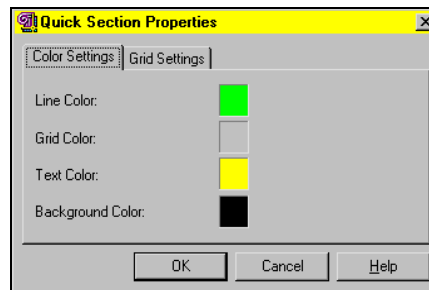 Quick Section Properties
Color Settings Grid Settings
Line Color:
Grid Color:
Text Color:
Background Color:
OK Cancel Help